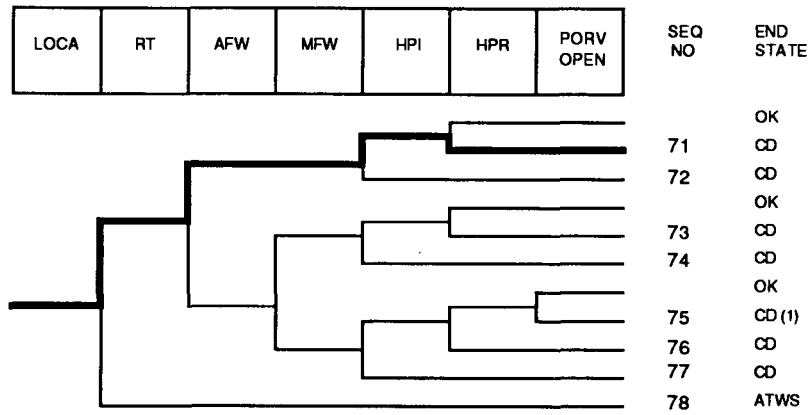 LOCA RT AFW MFW HPI HPR PORV OPEN SEQ NO END STATE
OK
71 CD
72 CD
OK
73 CD
74 CD
OK
75 CD (1)
76 CD
77 CD
78 ATWS